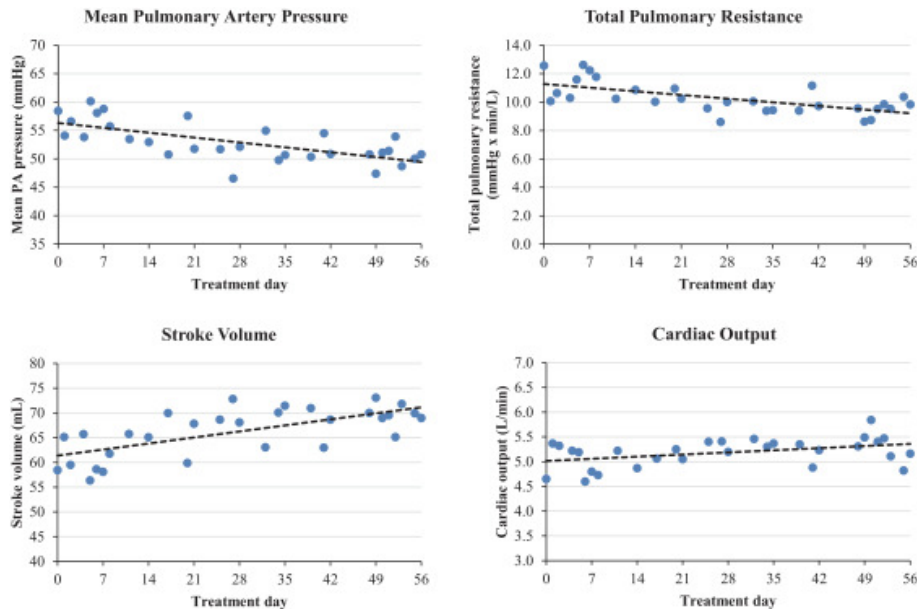 Mean Pulmonary Artery Pressure
Mean PA pressure (mmHg)
70
65
60
55
50
45
40
35
0 7 14 21 28 35 42 49 56
Treatment day
Total Pulmonary Resistance
Total pulmonary resistance
(mmHg x min/L)
14.0
12.0
10.0
8.0
6.0
4.0
2.0
0.0
0 7 14 21 28 35 42 49 56
Treatment day
Stroke Volume
Stroke volume (mL)
80
75
70
65
60
55
50
45
40
0 7 14 21 28 35 42 49 56
Treatment day
Cardiac Output
Cardiac output (L/min)
7.0
6.5
6.0
5.5
5.0
4.5
4.0
3.5
3.0
0 7 14 21 28 35 42 49 56
Treatment day